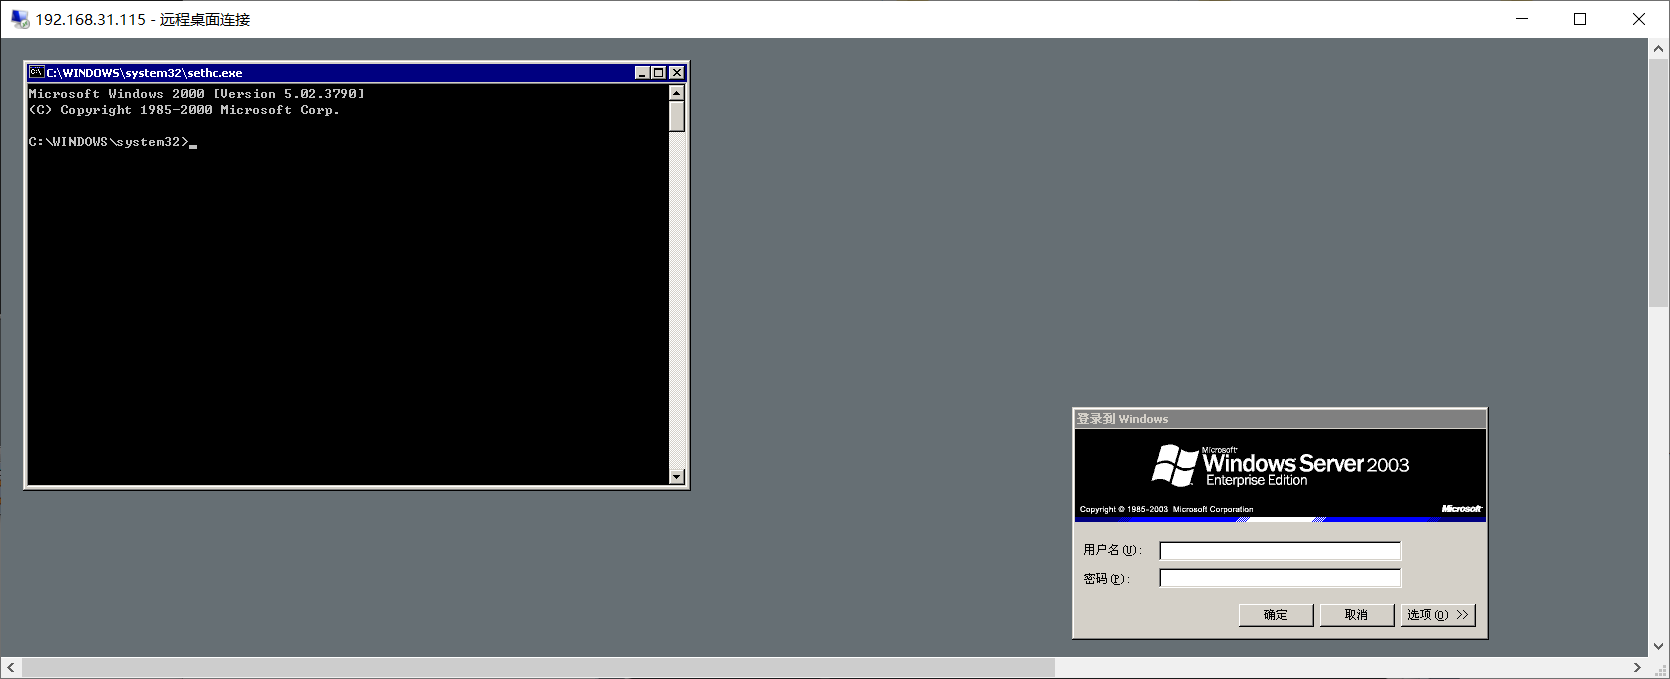 192.168.31.115 - 远程桌面连接
C:\WINDOWS\system32\sethc.exe
Microsoft Windows 2000 [Version 5.02.3790]
(C) Copyright 1985-2000 Microsoft Corp.
C:\WINDOWS\system32>
登录到 Windows
Microsoft
Windows Server 2003
Enterprise Edition
Copyright © 1985-2003 Microsoft Corporation
Microsoft
用户名(U):
密码(P):
确定
取消
选项(O) >>